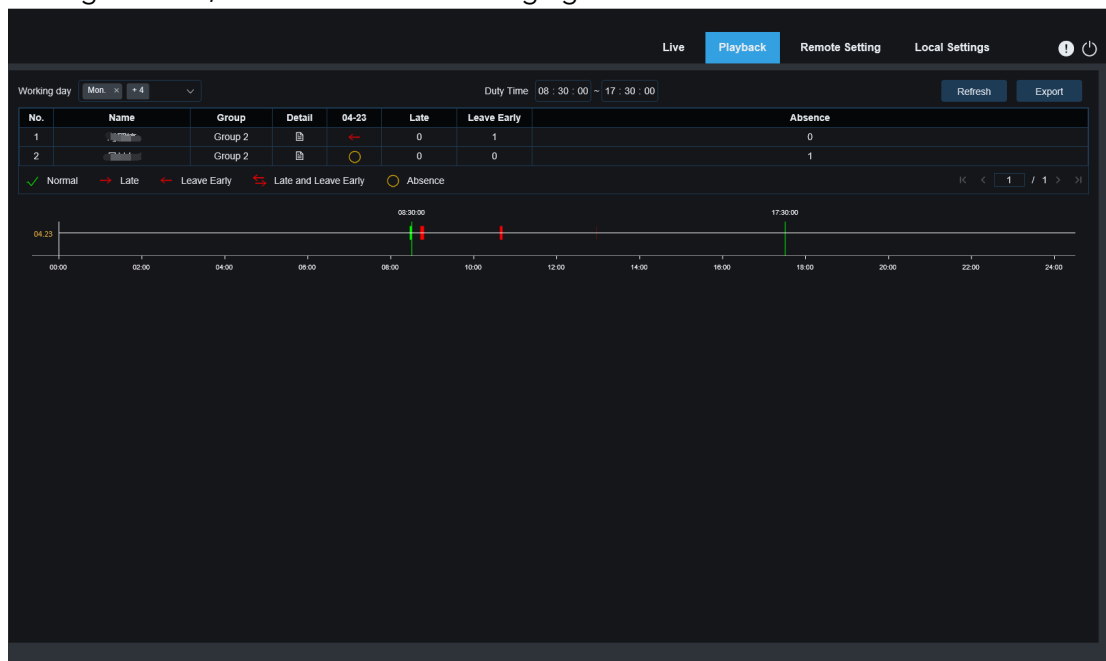 Live Playback Remote Setting Local Settings
Working day Mon. × + 4 Duty Time 08 : 30 : 00 ~ 17 : 30 : 00 Refresh Export
No. Name Group Detail 04-23 Late Leave Early Absence
1 Group 2 0 1 0
2 Group 2 0 0 1
Normal Late Leave Early Late and Leave Early Absence 1 / 1
08:30:00 17:30:00
04.23
00:00 02:00 04:00 06:00 08:00 10:00 12:00 14:00 16:00 18:00 20:00 22:00 24:00